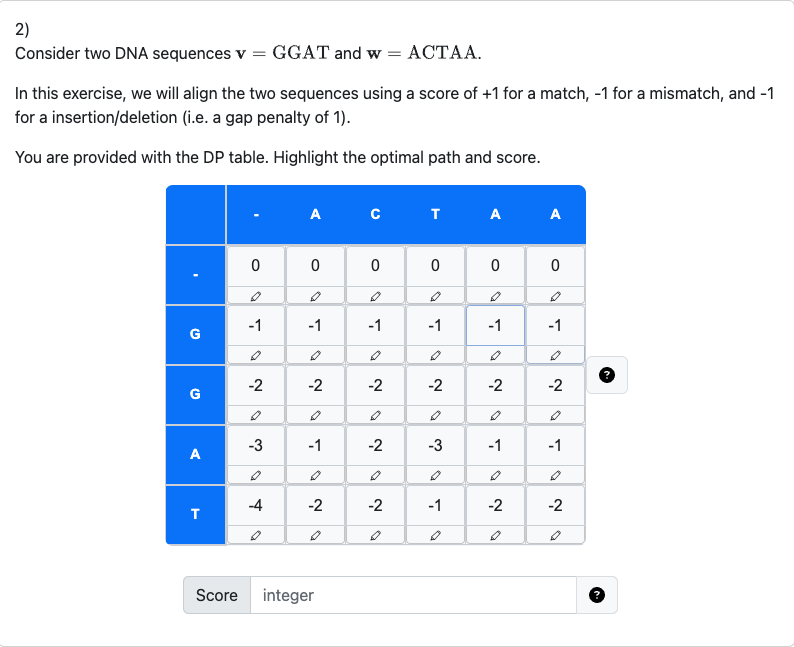 2)
Consider two DNA sequences v = GGAT and w = ACTAA.
In this exercise, we will align the two sequences using a score of +1 for a match, -1 for a mismatch, and -1
for a insertion/deletion (i.e. a gap penalty of 1).
You are provided with the DP table. Highlight the optimal path and score.
- A C T A A
- 0 0 0 0 0 0
G -1 -1 -1 -1 -1 -1
G -2 -2 -2 -2 -2 -2
?
A -3 -1 -2 -3 -1 -1
T -4 -2 -2 -1 -2 -2
Score integer ?